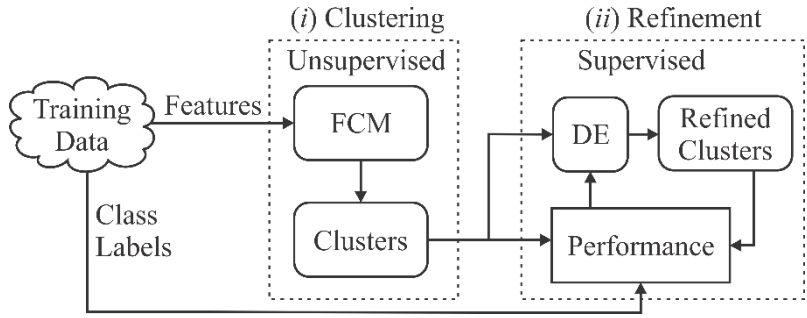 (i) Clustering
(ii) Refinement
Unsupervised
Supervised
Training
Data
Features
FCM
DE
Refined
Clusters
Class
Labels
Clusters
Performance